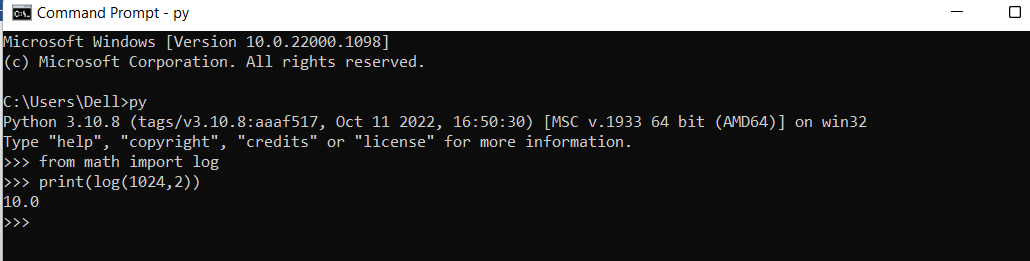 Command Prompt - py
Microsoft Windows [Version 10.0.22000.1098]
(c) Microsoft Corporation. All rights reserved.
C:\Users\Dell>py
Python 3.10.8 (tags/v3.10.8:aaaf517, Oct 11 2022, 16:50:30) [MSC v.1933 64 bit (AMD64)] on win32
Type "help", "copyright", "credits" or "license" for more information.
>>> from math import log
>>> print(log(1024,2))
10.0
>>>